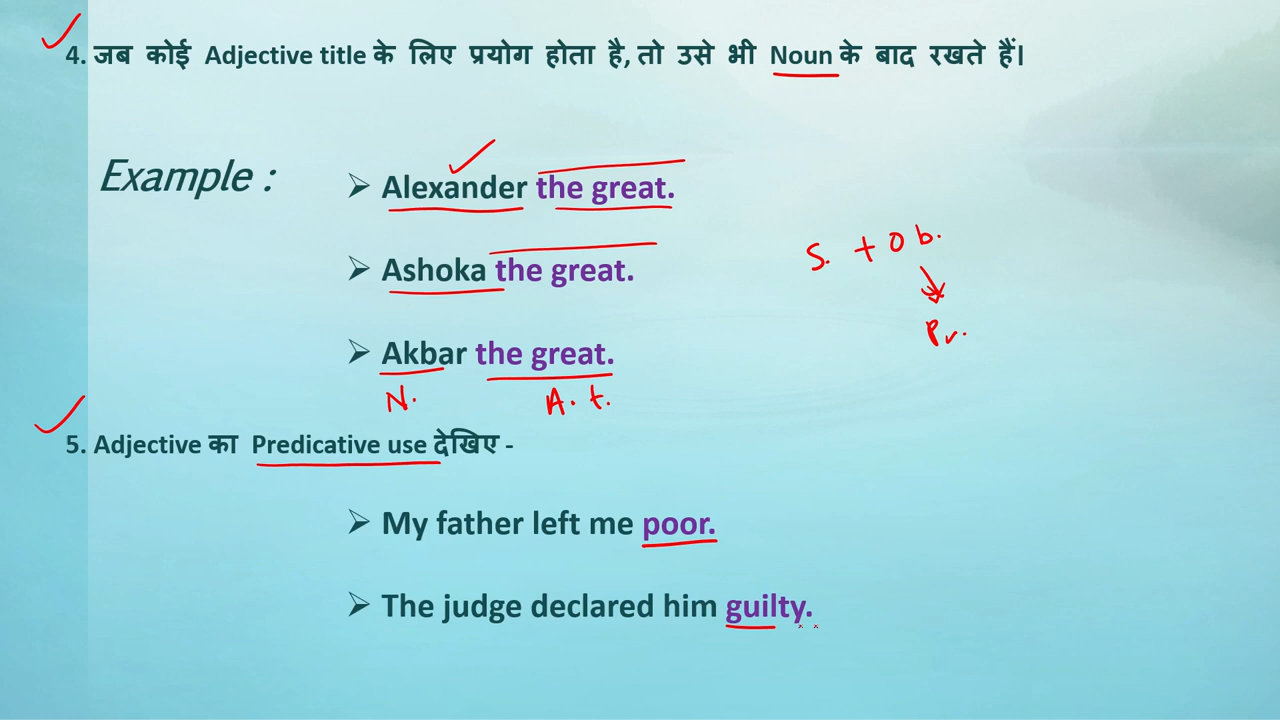 4. जब कोई Adjective title के लिए प्रयोग होता है, तो उसे भी Noun के बाद रखते हैं।
Example :
➢ Alexander the great.
➢ Ashoka the great.
S. + Ob.
Pr.
➢ Akbar the great.
N. A. t.
5. Adjective का Predicative use देखिए -
➢ My father left me poor.
➢ The judge declared him guilty.